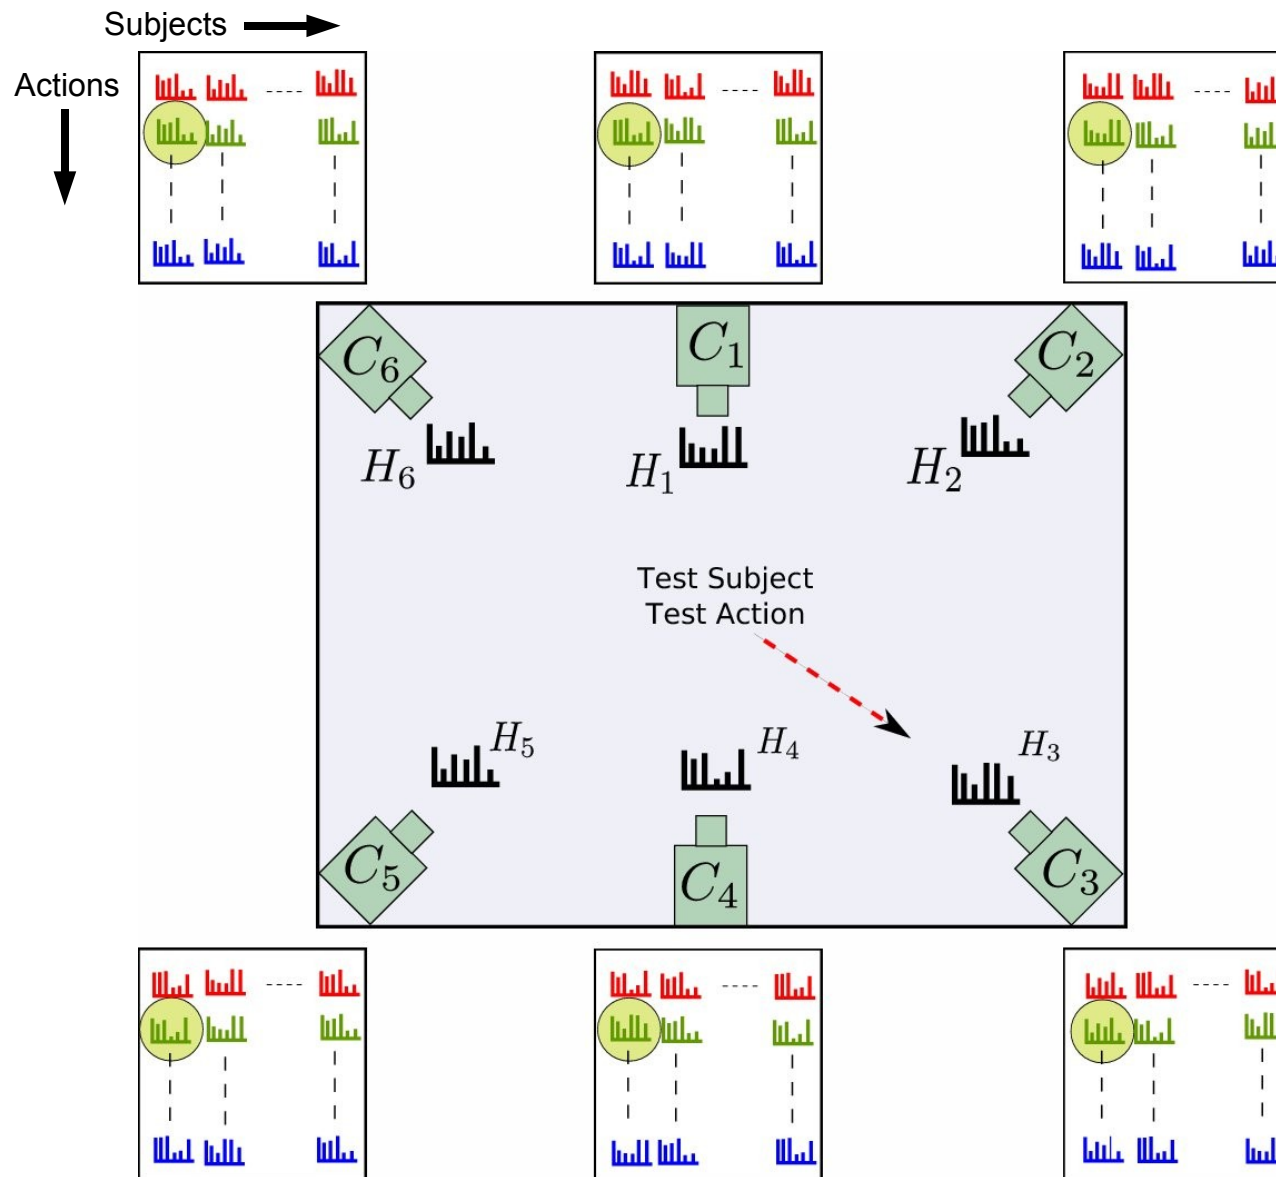 Subjects
Actions
C₆
C₁
C₂
H₆
H₁
H₂
Test Subject
Test Action
H₅
H₄
H₃
C₅
C₄
C₃